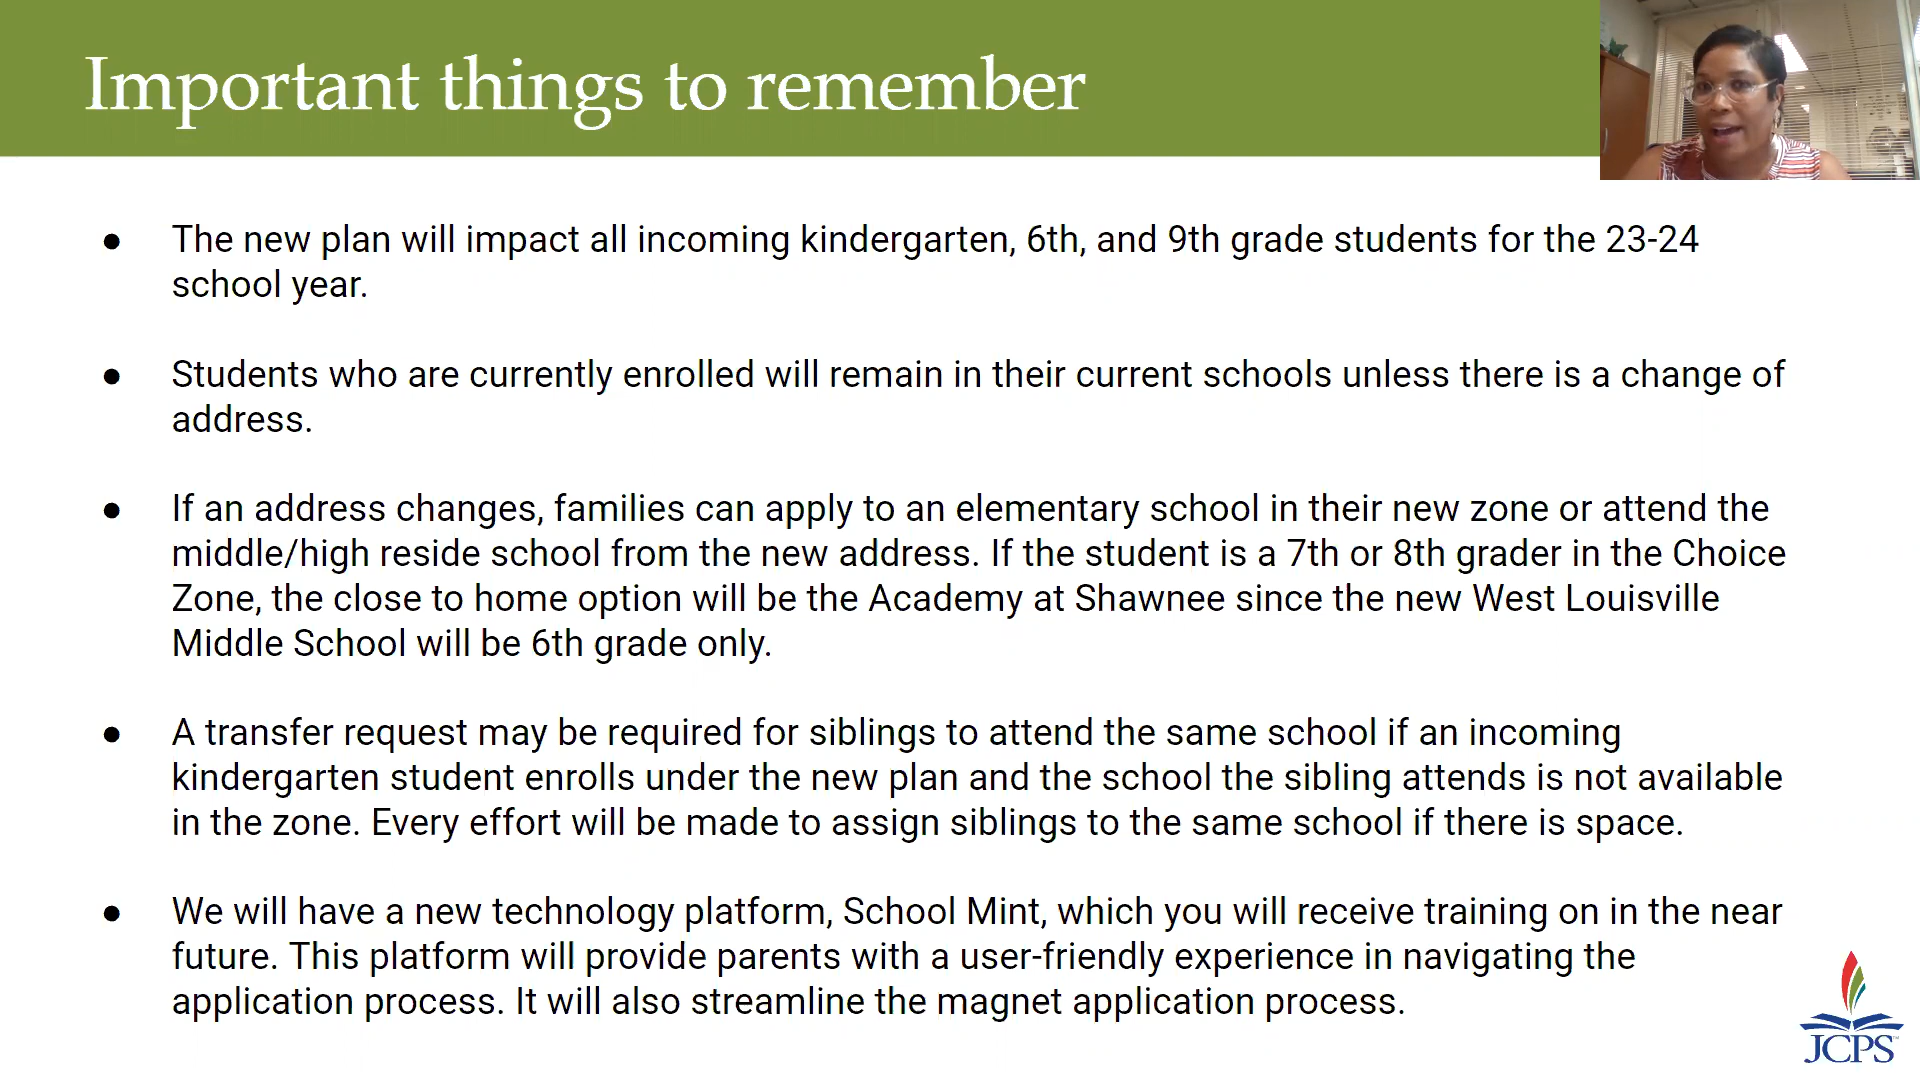 Important things to remember
● The new plan will impact all incoming kindergarten, 6th, and 9th grade students for the 23-24
school year.
● Students who are currently enrolled will remain in their current schools unless there is a change of
address.
● If an address changes, families can apply to an elementary school in their new zone or attend the
middle/high reside school from the new address. If the student is a 7th or 8th grader in the Choice
Zone, the close to home option will be the Academy at Shawnee since the new West Louisville
Middle School will be 6th grade only.
● A transfer request may be required for siblings to attend the same school if an incoming
kindergarten student enrolls under the new plan and the school the sibling attends is not available
in the zone. Every effort will be made to assign siblings to the same school if there is space.
● We will have a new technology platform, School Mint, which you will receive training on in the near
future. This platform will provide parents with a user-friendly experience in navigating the
application process. It will also streamline the magnet application process.
JCPS